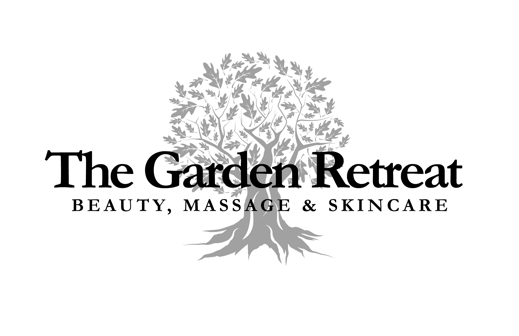 The Garden Retreat
BEAUTY, MASSAGE & SKINCARE